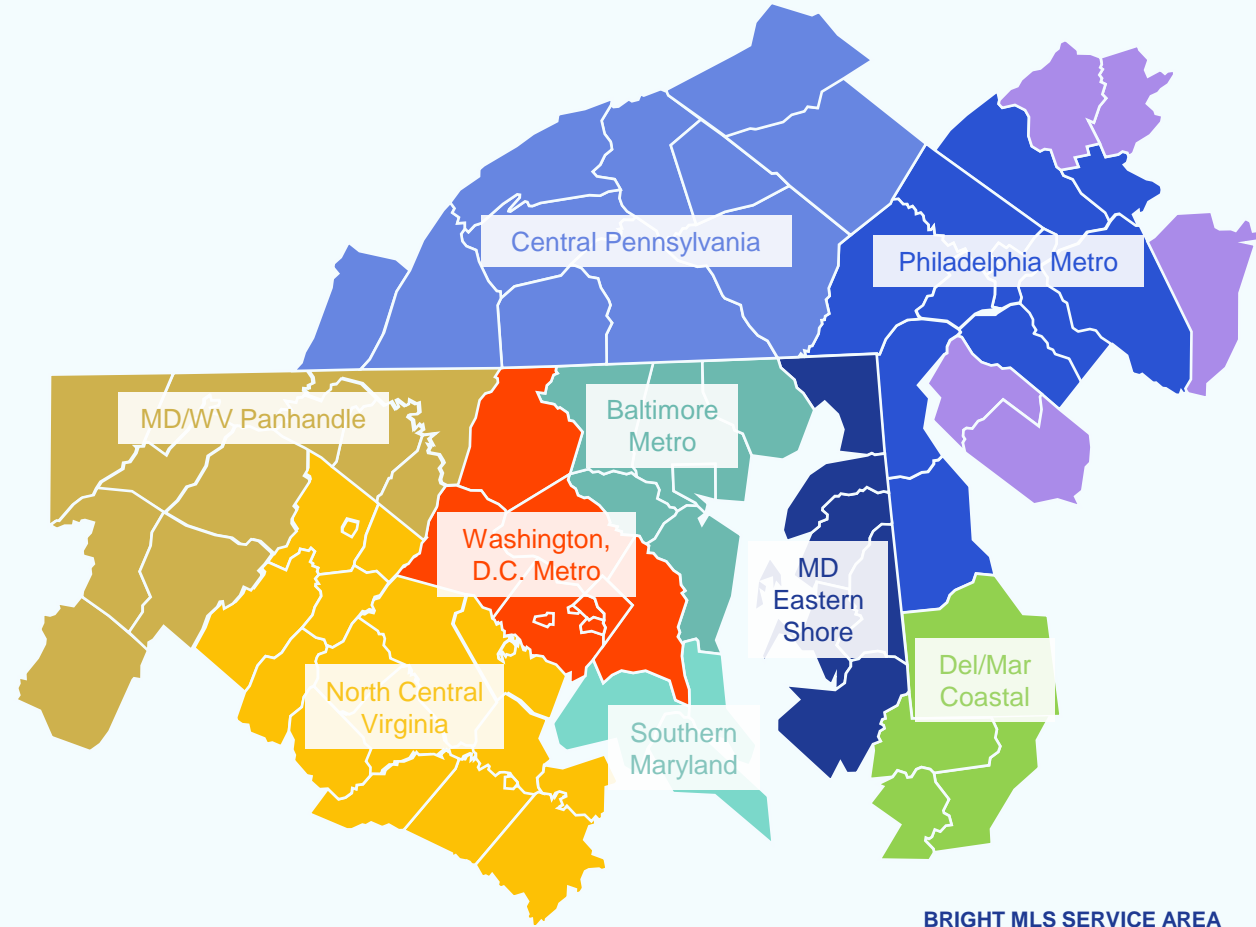 Central Pennsylvania
Philadelphia Metro
MD/WV Panhandle
Baltimore
Metro
Washington,
D.C. Metro
MD
Eastern
Shore
Del/Mar
Coastal
North Central
Virginia
Southern
Maryland
BRIGHT MLS SERVICE AREA